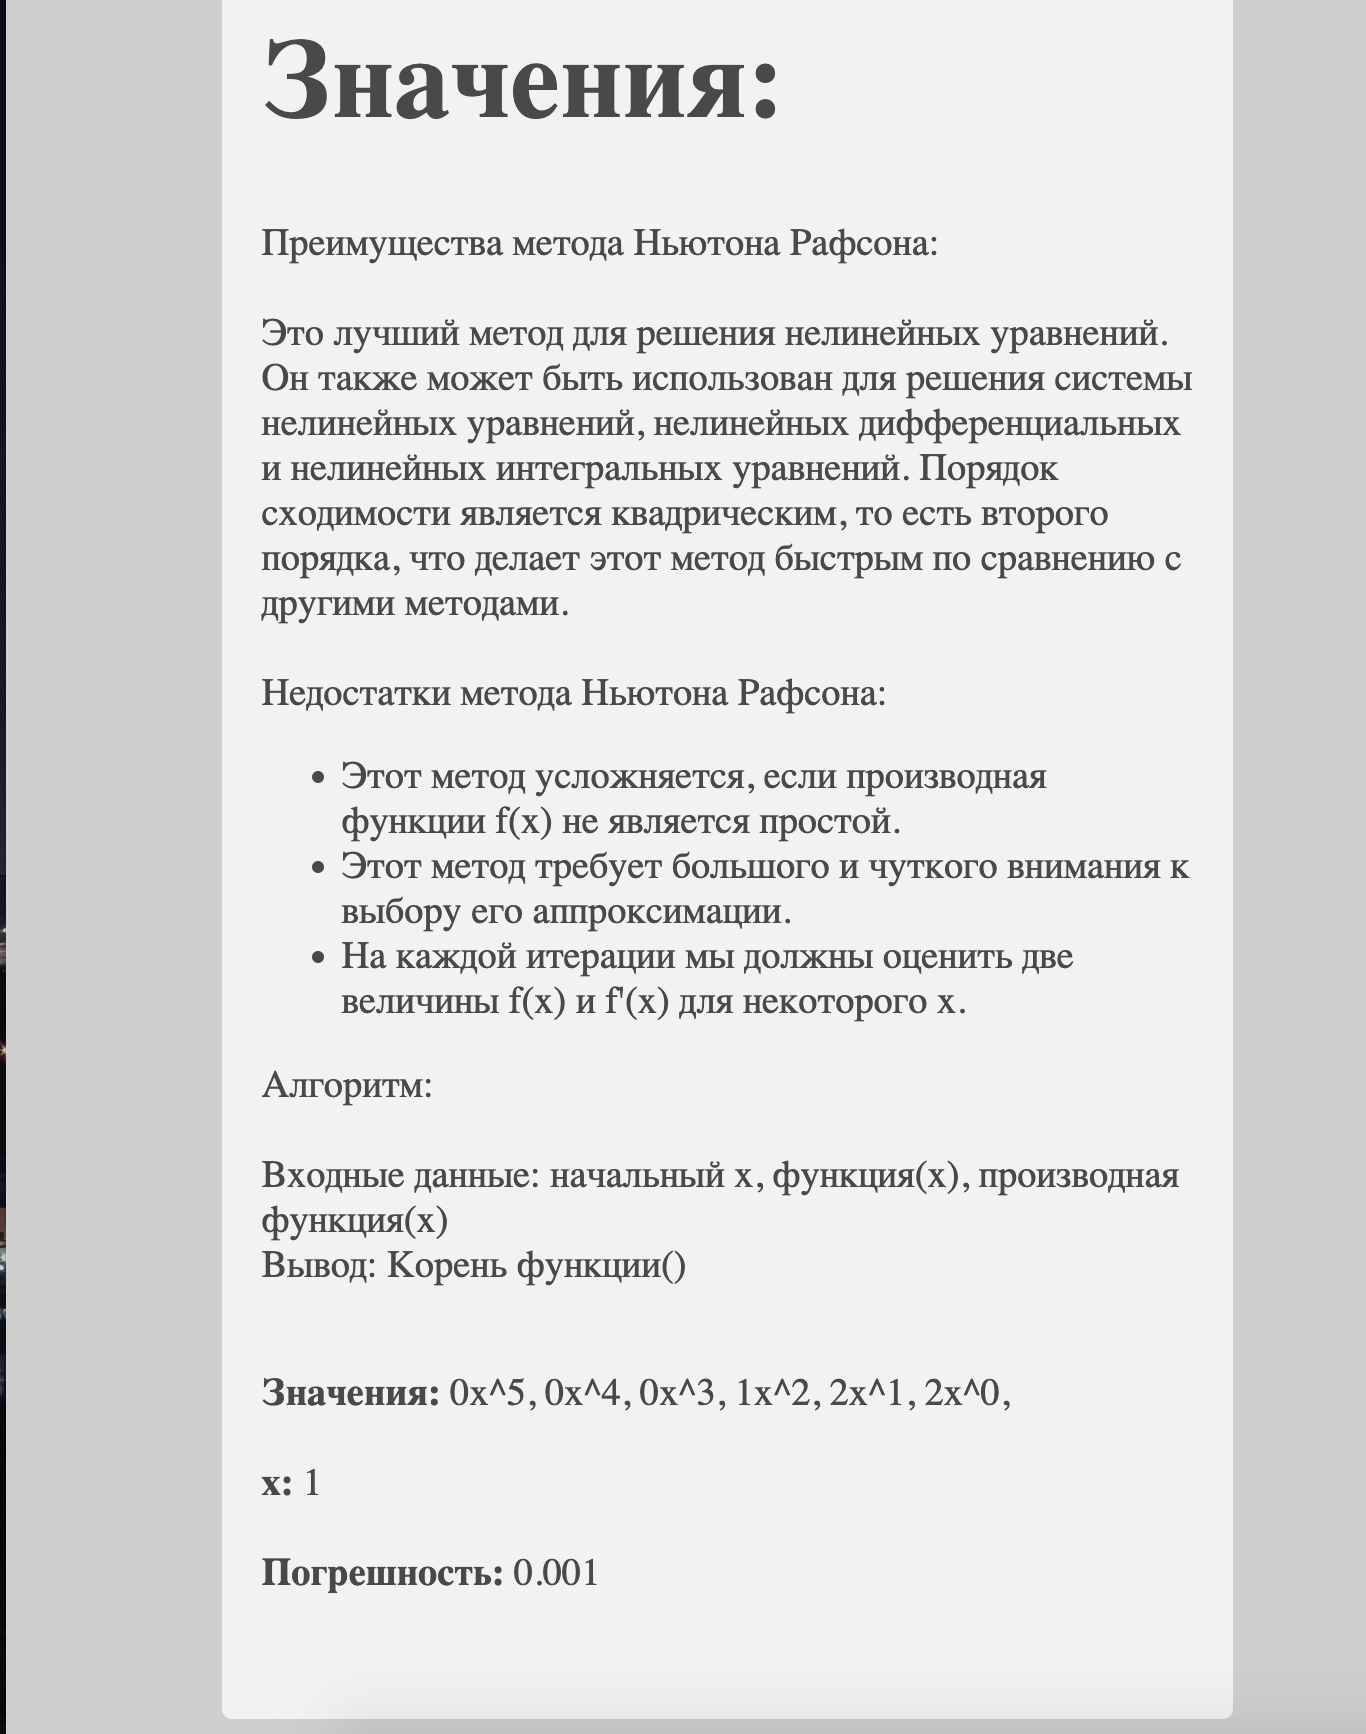 Значения:
Преимущества метода Ньютона Рафсона:
Это лучший метод для решения нелинейных уравнений.
Он также может быть использован для решения системы
нелинейных уравнений, нелинейных дифференциальных
и нелинейных интегральных уравнений. Порядок
сходимости является квадрическим, то есть второго
порядка, что делает этот метод быстрым по сравнению с
другими методами.
Недостатки метода Ньютона Рафсона:
• Этот метод усложняется, если производная
функции f(x) не является простой.
• Этот метод требует большого и чуткого внимания к
выбору его аппроксимации.
• На каждой итерации мы должны оценить две
величины f(x) и f'(x) для некоторого x.
Алгоритм:
Входные данные: начальный x, функция(x), производная
функция(x)
Вывод: Корень функции()
Значения: 0x^5, 0x^4, 0x^3, 1x^2, 2x^1, 2x^0,
x: 1
Погрешность: 0.001